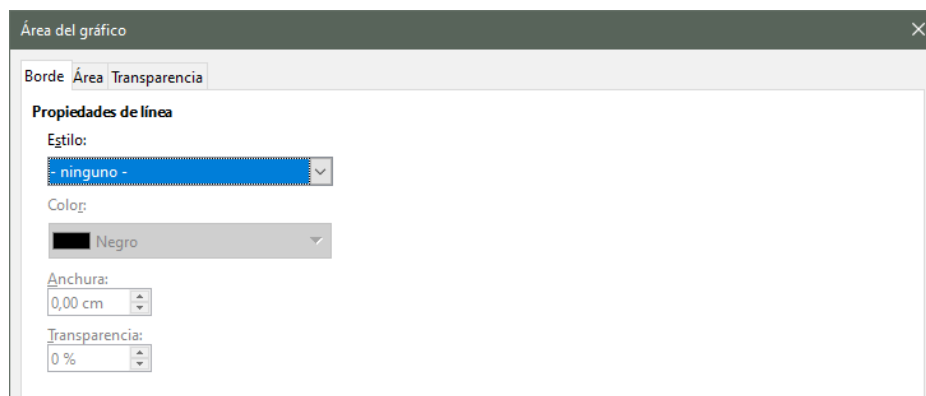 Área del gráfico
Borde Área Transparencia
Propiedades de línea
Estilo:
- ninguno -
Color:
Negro
Anchura:
0,00 cm
Transparencia:
0 %